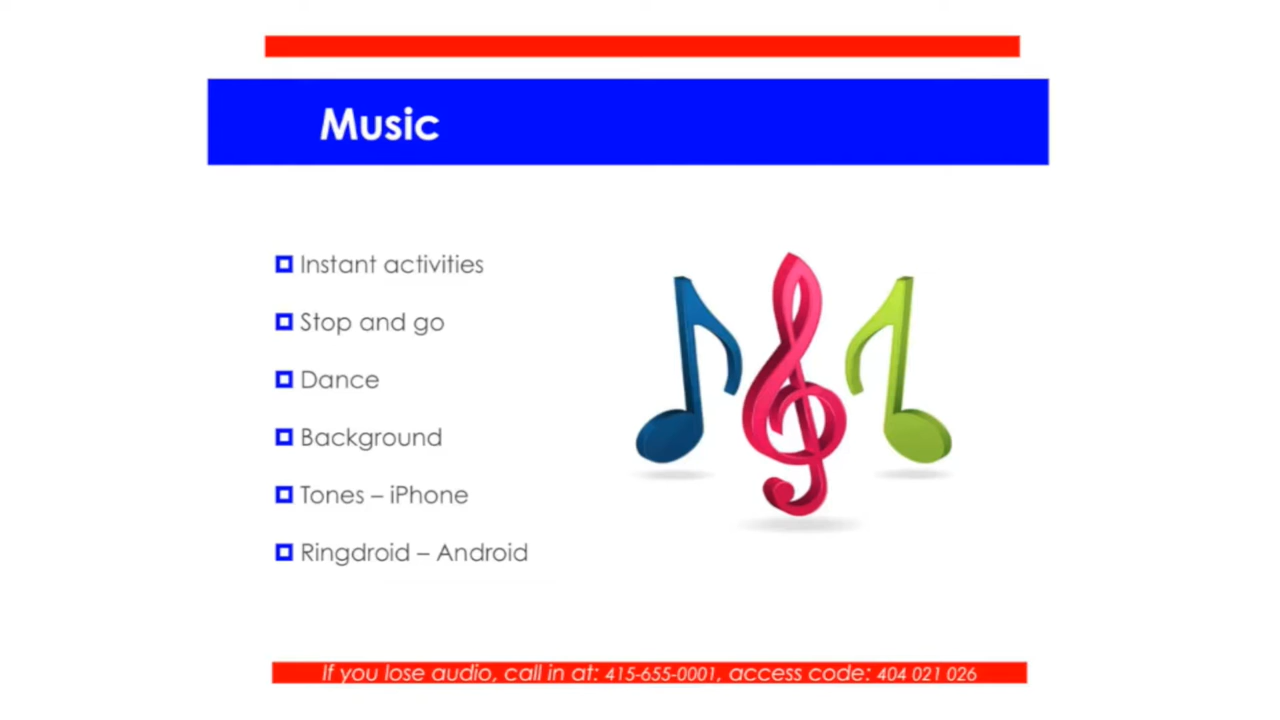 Music
Instant activities
Stop and go
Dance
Background
Tones – iPhone
Ringdroid – Android
If you lose audio, call in at: 415-655-0001, access code: 404 021 026